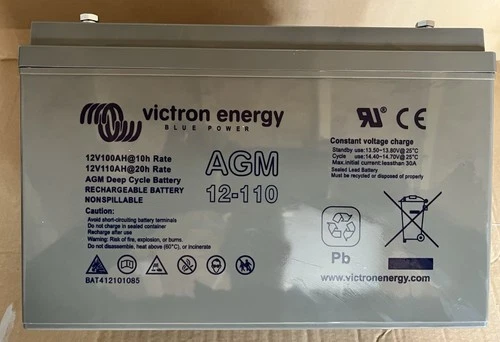 victron energy
BLUE POWER
12V100AH@10h Rate
12V110AH@20h Rate
AGM Deep Cycle Battery
RECHARGEABLE BATTERY
NONSPILLABLE
Caution:
Avoid short-circuiting battery terminals
Do not charge in sealed container
Recharge after use
Warning: Risk of fire, explosion, or burns.
Do not disassemble, heat above (60°C), or incinerate
BAT412101085
AGM
12-110
CE
Constant voltage charge
Standby use:13.50~13.80V@25°C
Cycle use:14.40~14.70V@25°C
Max.initial current:lessthan 30A
Sealed Lead Battery
Must be recycled or disposed of properly
Pb
www.victronenergy.com